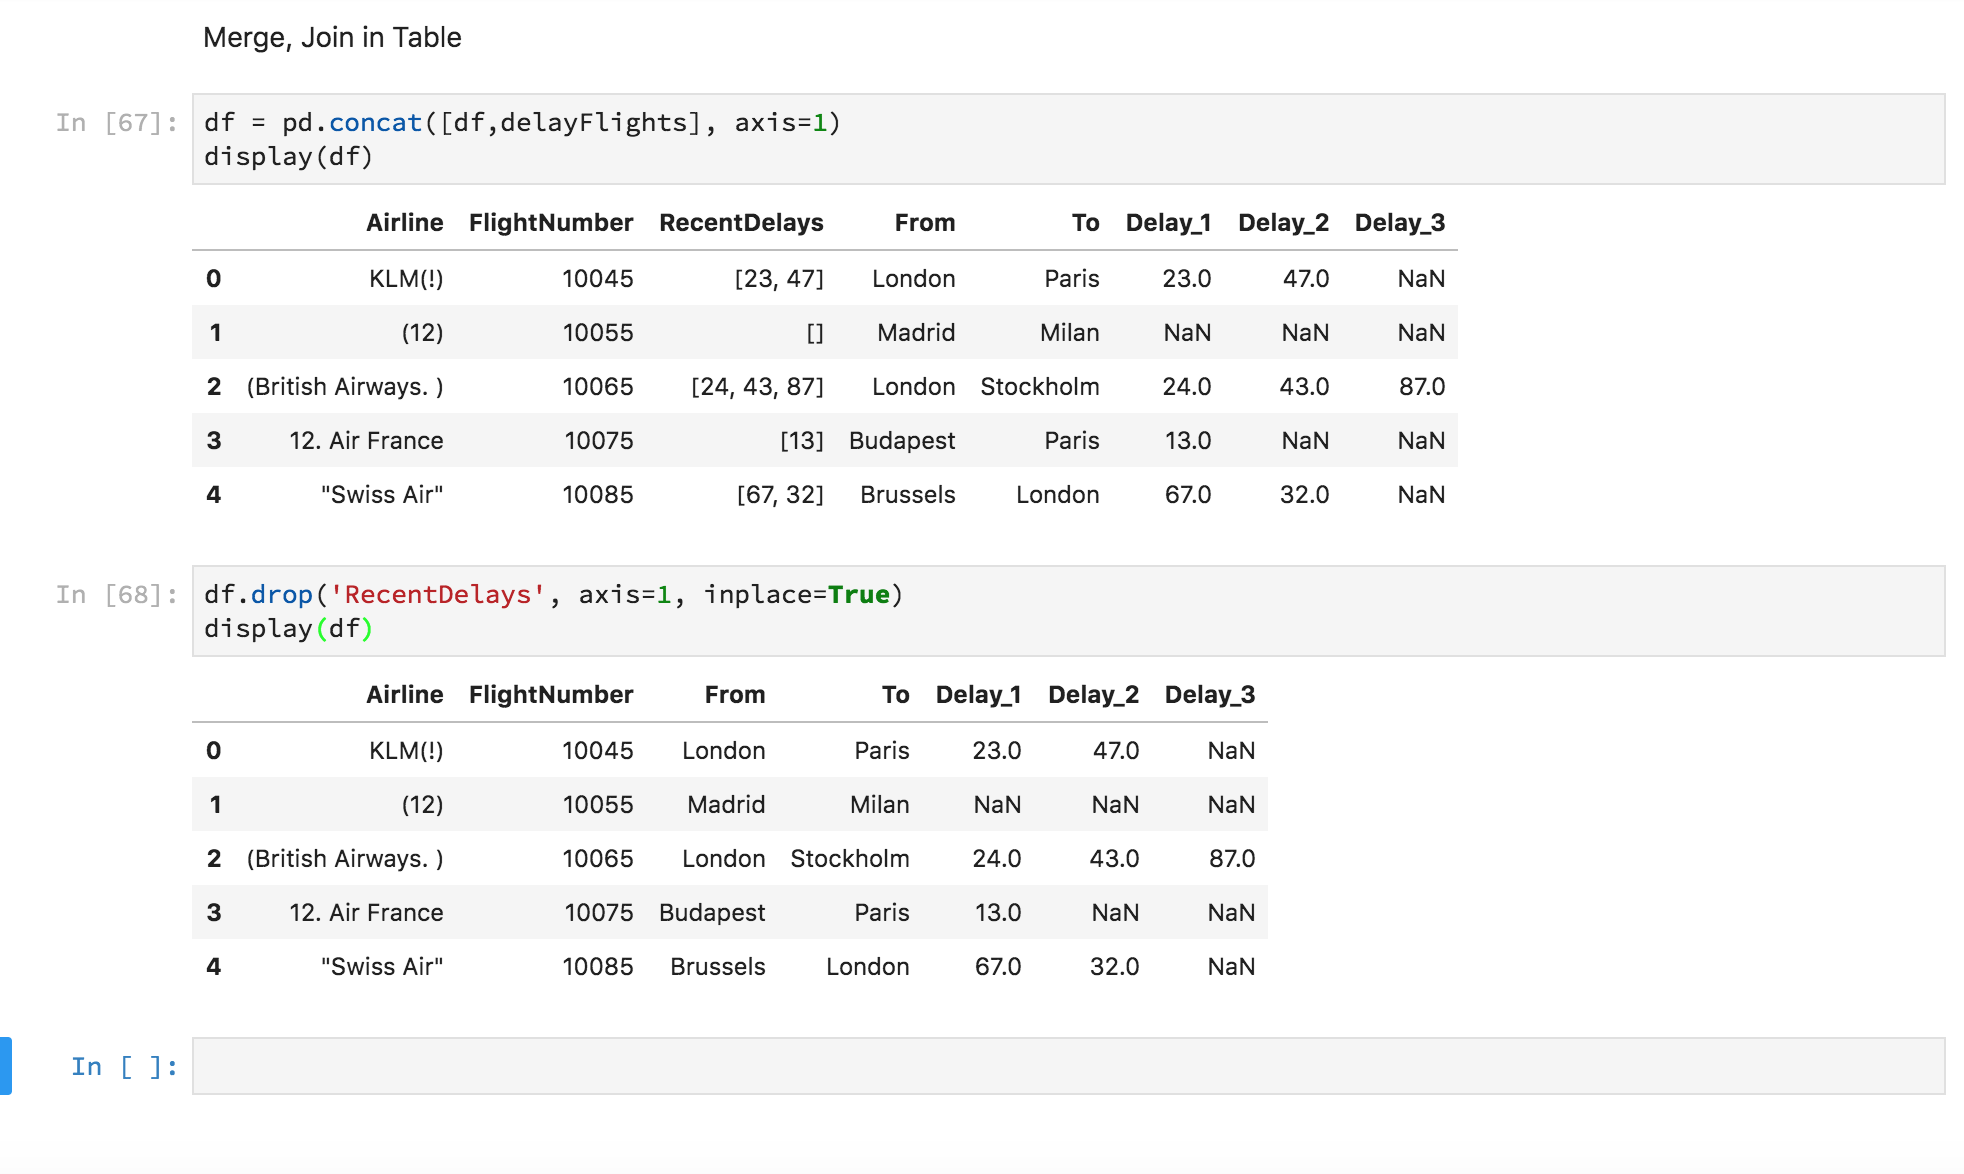 Merge, Join in Table
In [67]: df = pd.concat([df,delayFlights], axis=1)
display(df)
Airline FlightNumber RecentDelays From To Delay_1 Delay_2 Delay_3
0 KLM(!) 10045 [23, 47] London Paris 23.0 47.0 NaN
1 (12) 10055 [] Madrid Milan NaN NaN NaN
2 (British Airways. ) 10065 [24, 43, 87] London Stockholm 24.0 43.0 87.0
3 12. Air France 10075 [13] Budapest Paris 13.0 NaN NaN
4 "Swiss Air" 10085 [67, 32] Brussels London 67.0 32.0 NaN
In [68]: df.drop('RecentDelays', axis=1, inplace=True)
display(df)
Airline FlightNumber From To Delay_1 Delay_2 Delay_3
0 KLM(!) 10045 London Paris 23.0 47.0 NaN
1 (12) 10055 Madrid Milan NaN NaN NaN
2 (British Airways. ) 10065 London Stockholm 24.0 43.0 87.0
3 12. Air France 10075 Budapest Paris 13.0 NaN NaN
4 "Swiss Air" 10085 Brussels London 67.0 32.0 NaN
In [ ]: